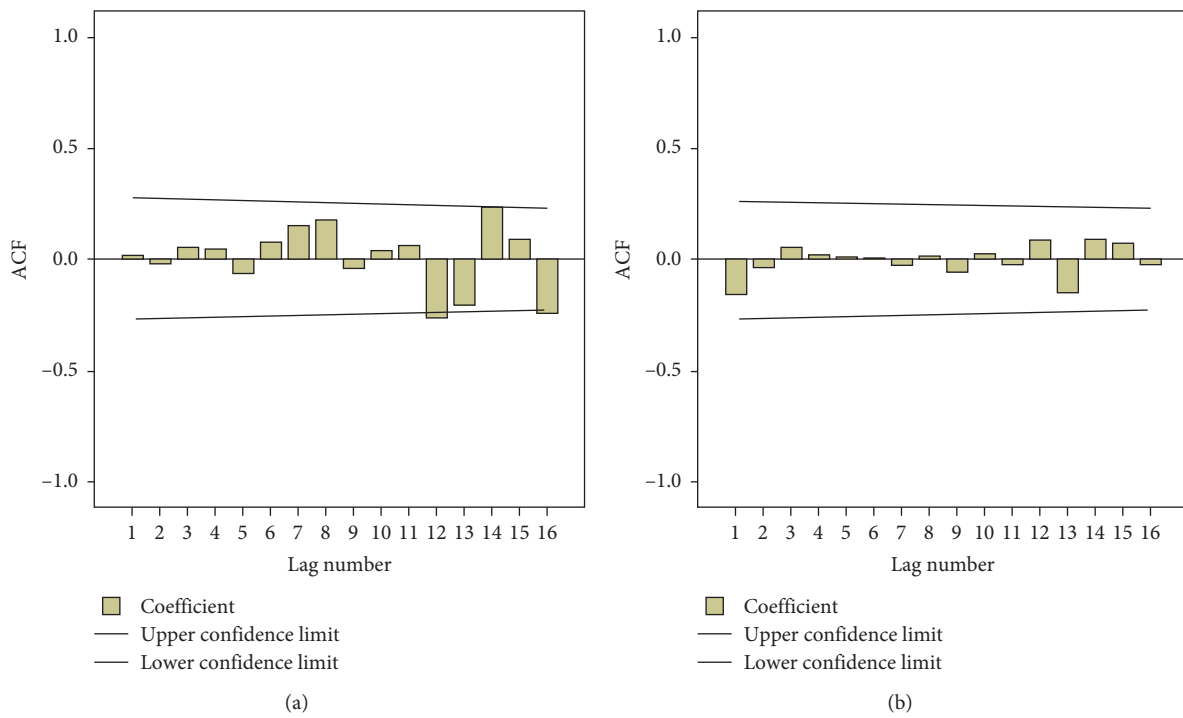 1.0
0.5
0.0
–0.5
–1.0
ACF
1 2 3 4 5 6 7 8 9 10 11 12 13 14 15 16
Lag number
Coefficient
Upper confidence limit
Lower confidence limit
(a)
1.0
0.5
0.0
–0.5
–1.0
ACF
1 2 3 4 5 6 7 8 9 10 11 12 13 14 15 16
Lag number
Coefficient
Upper confidence limit
Lower confidence limit
(b)